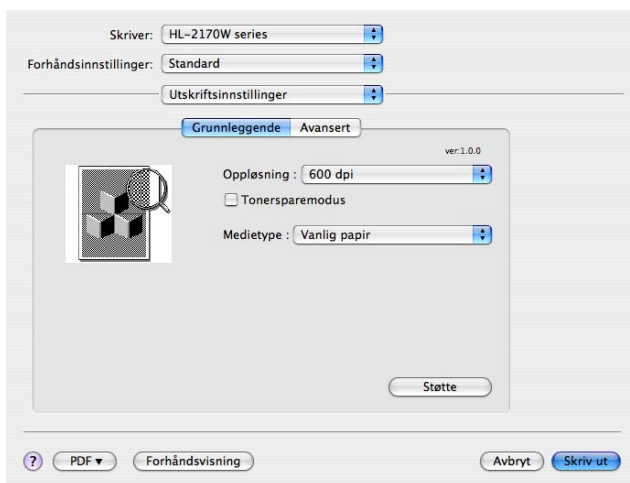 Skriver: HL-2170W series
Forhåndsinnstillinger: Standard
Utskriftsinnstillinger
Grunnleggende Avansert
ver:1.0.0
Oppløsning : 600 dpi
Tonersparemodus
Medietype : Vanlig papir
Støtte
? PDF ▼ Forhåndsvisning Avbryt Skriv ut